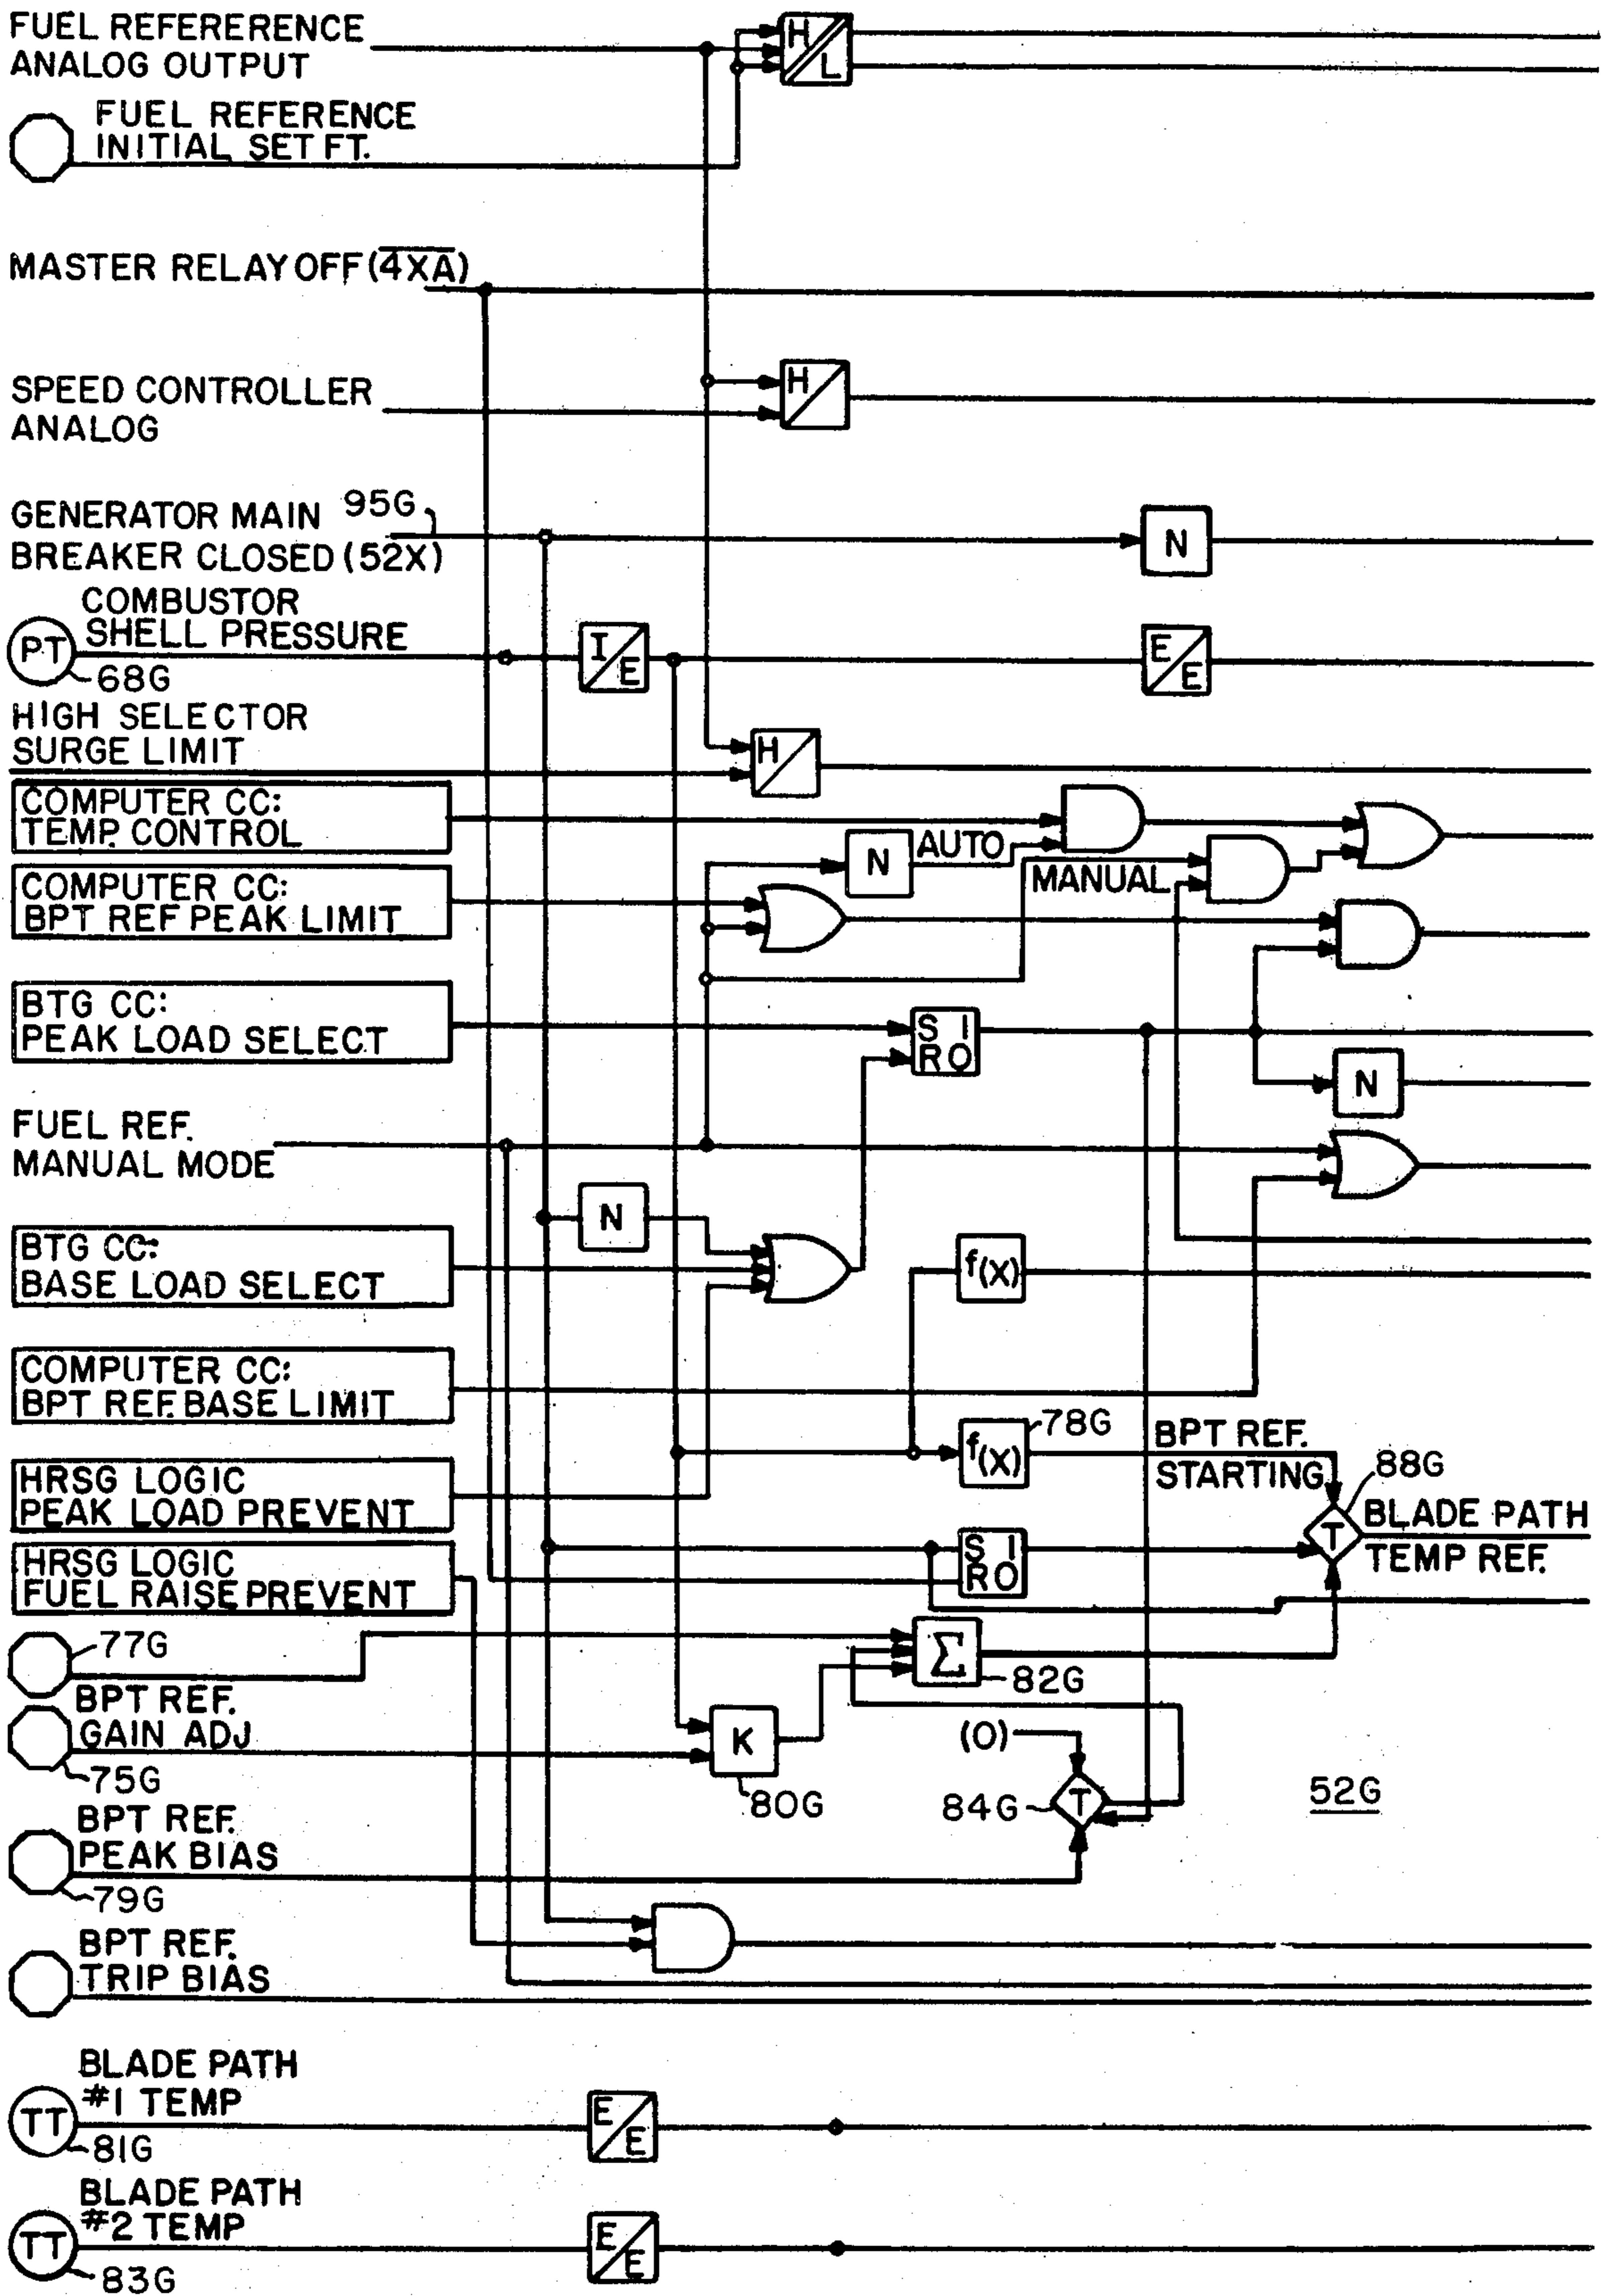 FUEL REFERERENCE
ANALOG OUTPUT
H
L
FUEL REFERENCE
INITIAL SET FT.
MASTER RELAY OFF (4XA)
SPEED CONTROLLER
ANALOG
H
GENERATOR MAIN 95G
BREAKER CLOSED (52X)
N
COMBUSTOR
SHELL PRESSURE
PT
68G
I
E
E
E
HIGH SELECTOR
SURGE LIMIT
H
COMPUTER CC:
TEMP. CONTROL
N
AUTO
MANUAL
COMPUTER CC:
BPT REF PEAK LIMIT
BTG CC:
PEAK LOAD SELECT
S I
R O
N
FUEL REF.
MANUAL MODE
N
BTG CC:
BASE LOAD SELECT
f(X)
COMPUTER CC:
BPT REF. BASE LIMIT
f(X)
78G
BPT REF.
STARTING
88G
T
BLADE PATH
TEMP REF.
HRSG LOGIC
PEAK LOAD PREVENT
HRSG LOGIC
FUEL RAISE PREVENT
S I
R O
77G
Σ
82G
BPT REF.
GAIN ADJ
75G
K
80G
(O)
84G
T
52G
BPT REF.
PEAK BIAS
79G
BPT REF.
TRIP BIAS
BLADE PATH
#1 TEMP
TT
81G
E
E
BLADE PATH
#2 TEMP
TT
83G
E
E